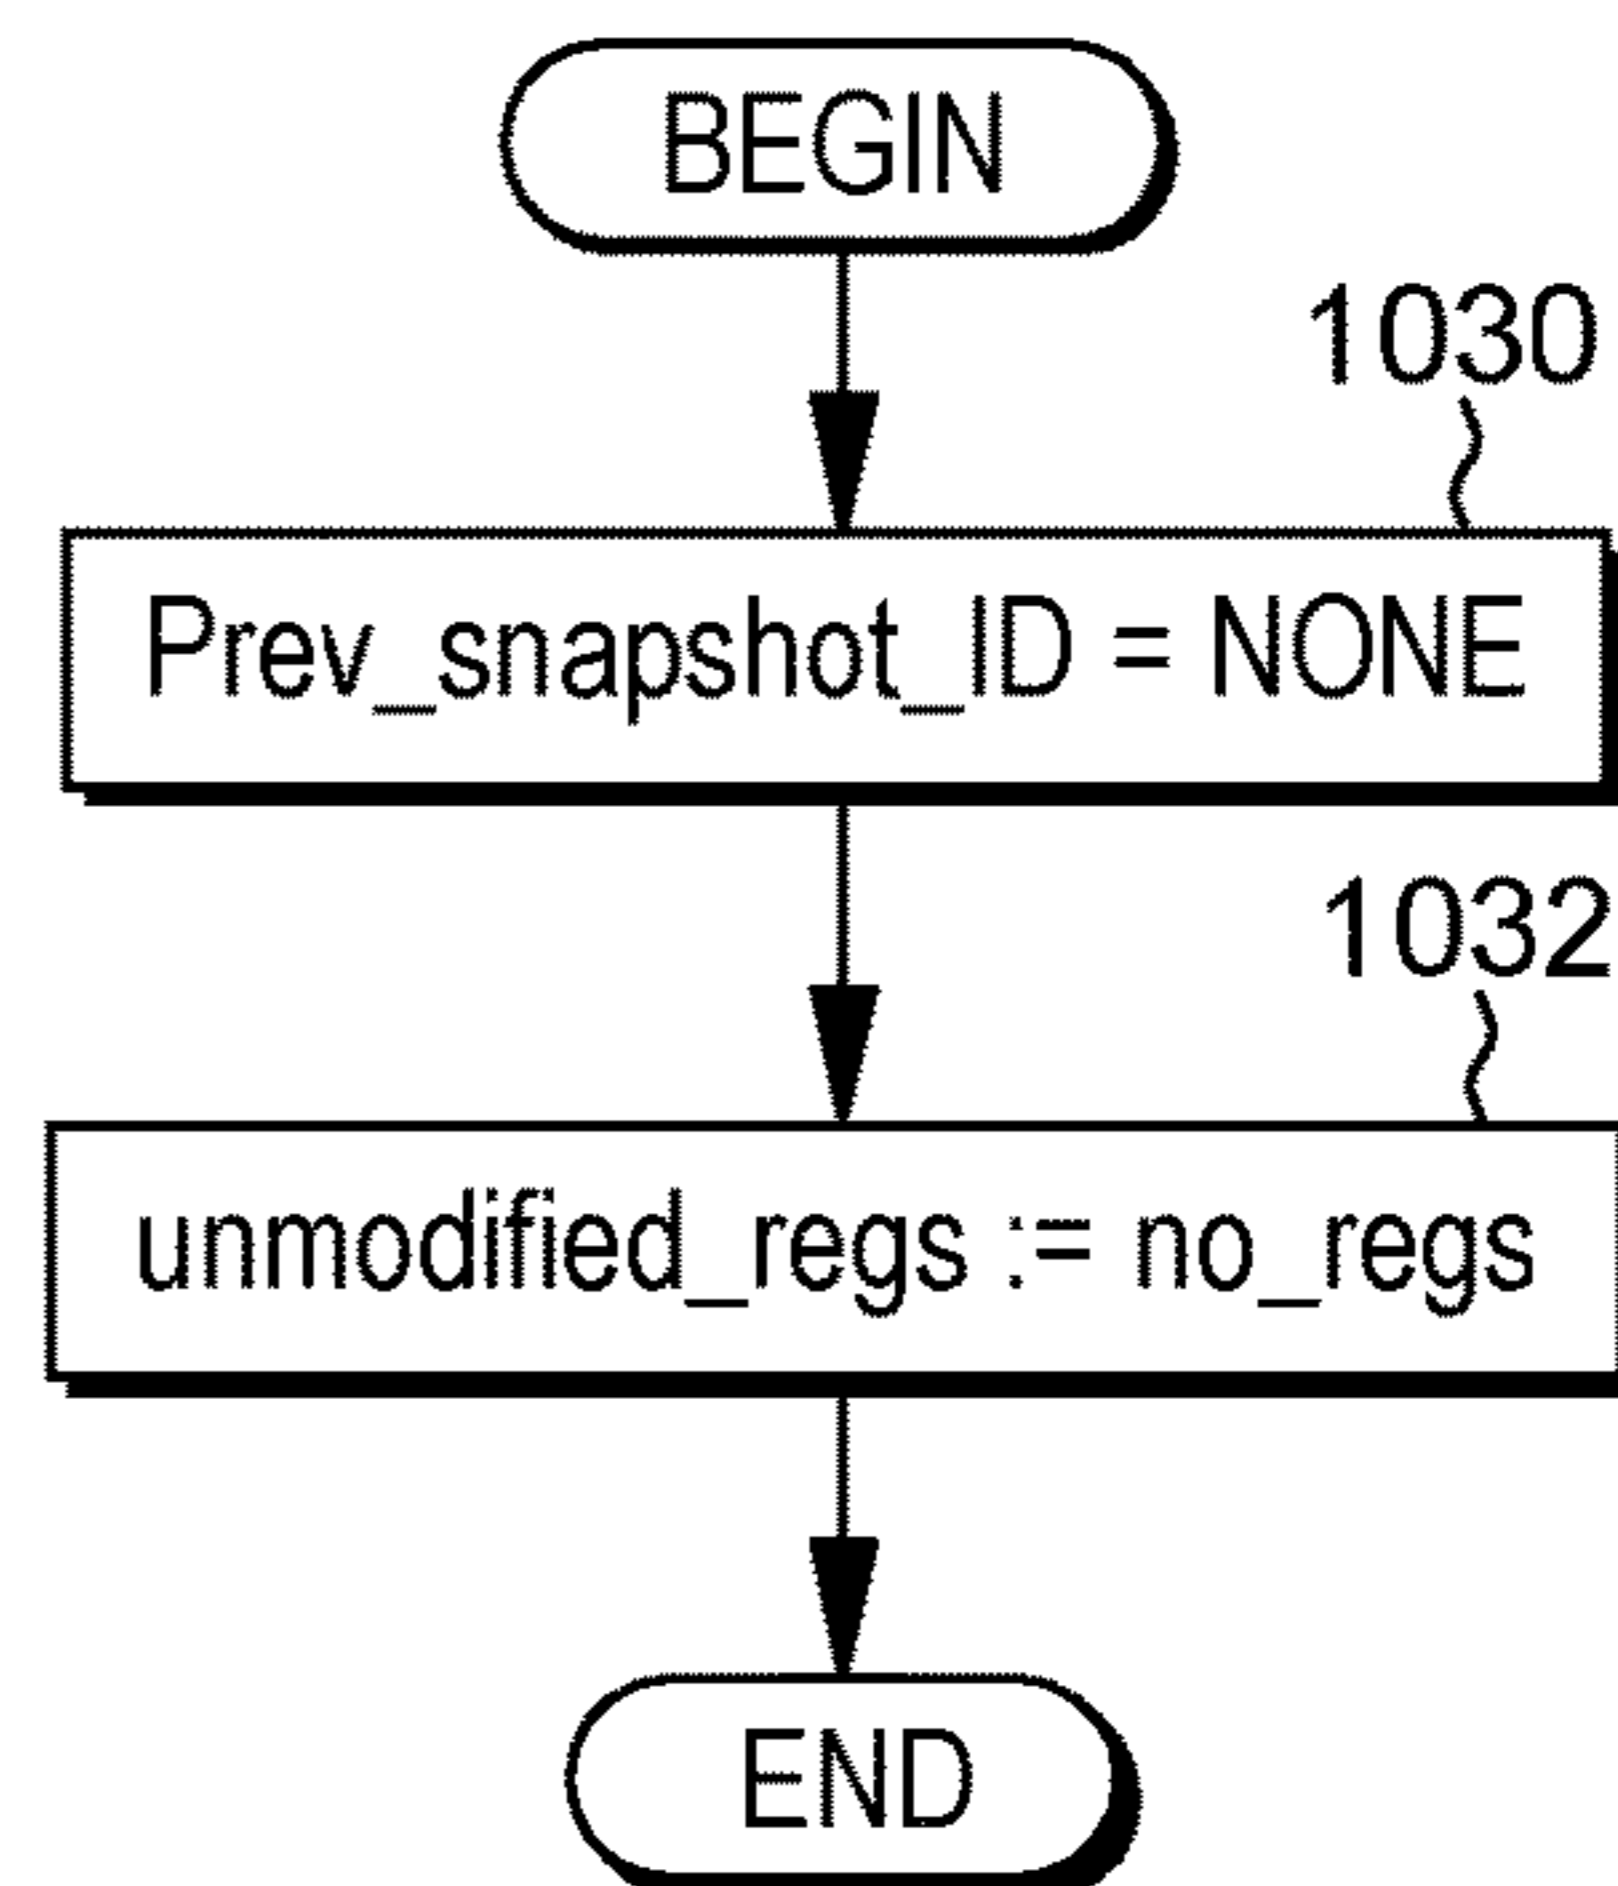 BEGIN
1030
Prev_snapshot_ID = NONE
1032
unmodified_regs := no_regs
END